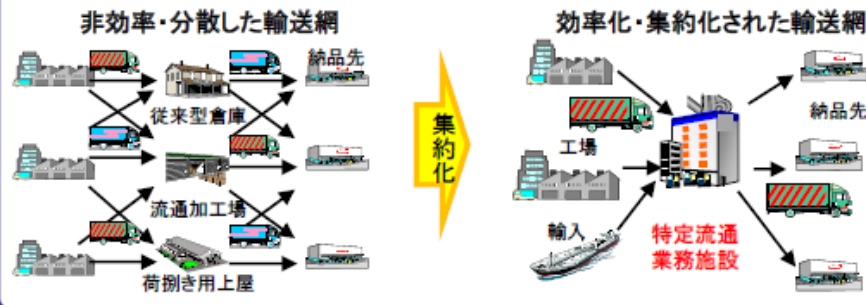 非効率・分散した輸送網
納品先
従来型倉庫
流通加工場
荷捌き用上屋
集約化
効率化・集約化された輸送網
納品先
工場
輸入
特定流通
業務施設